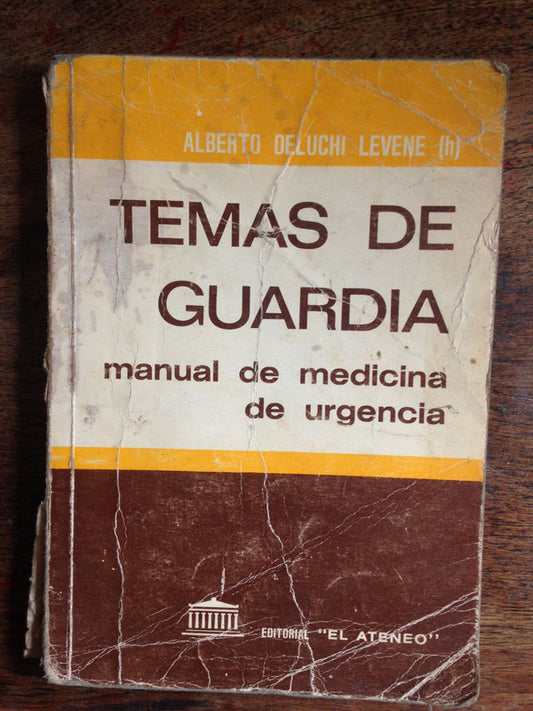 ALBERTO DELUCHI LEVENE (h)
TEMAS DE
GUARDIA
manual de medicina
de urgencia
EDITORIAL "EL ATENEO"